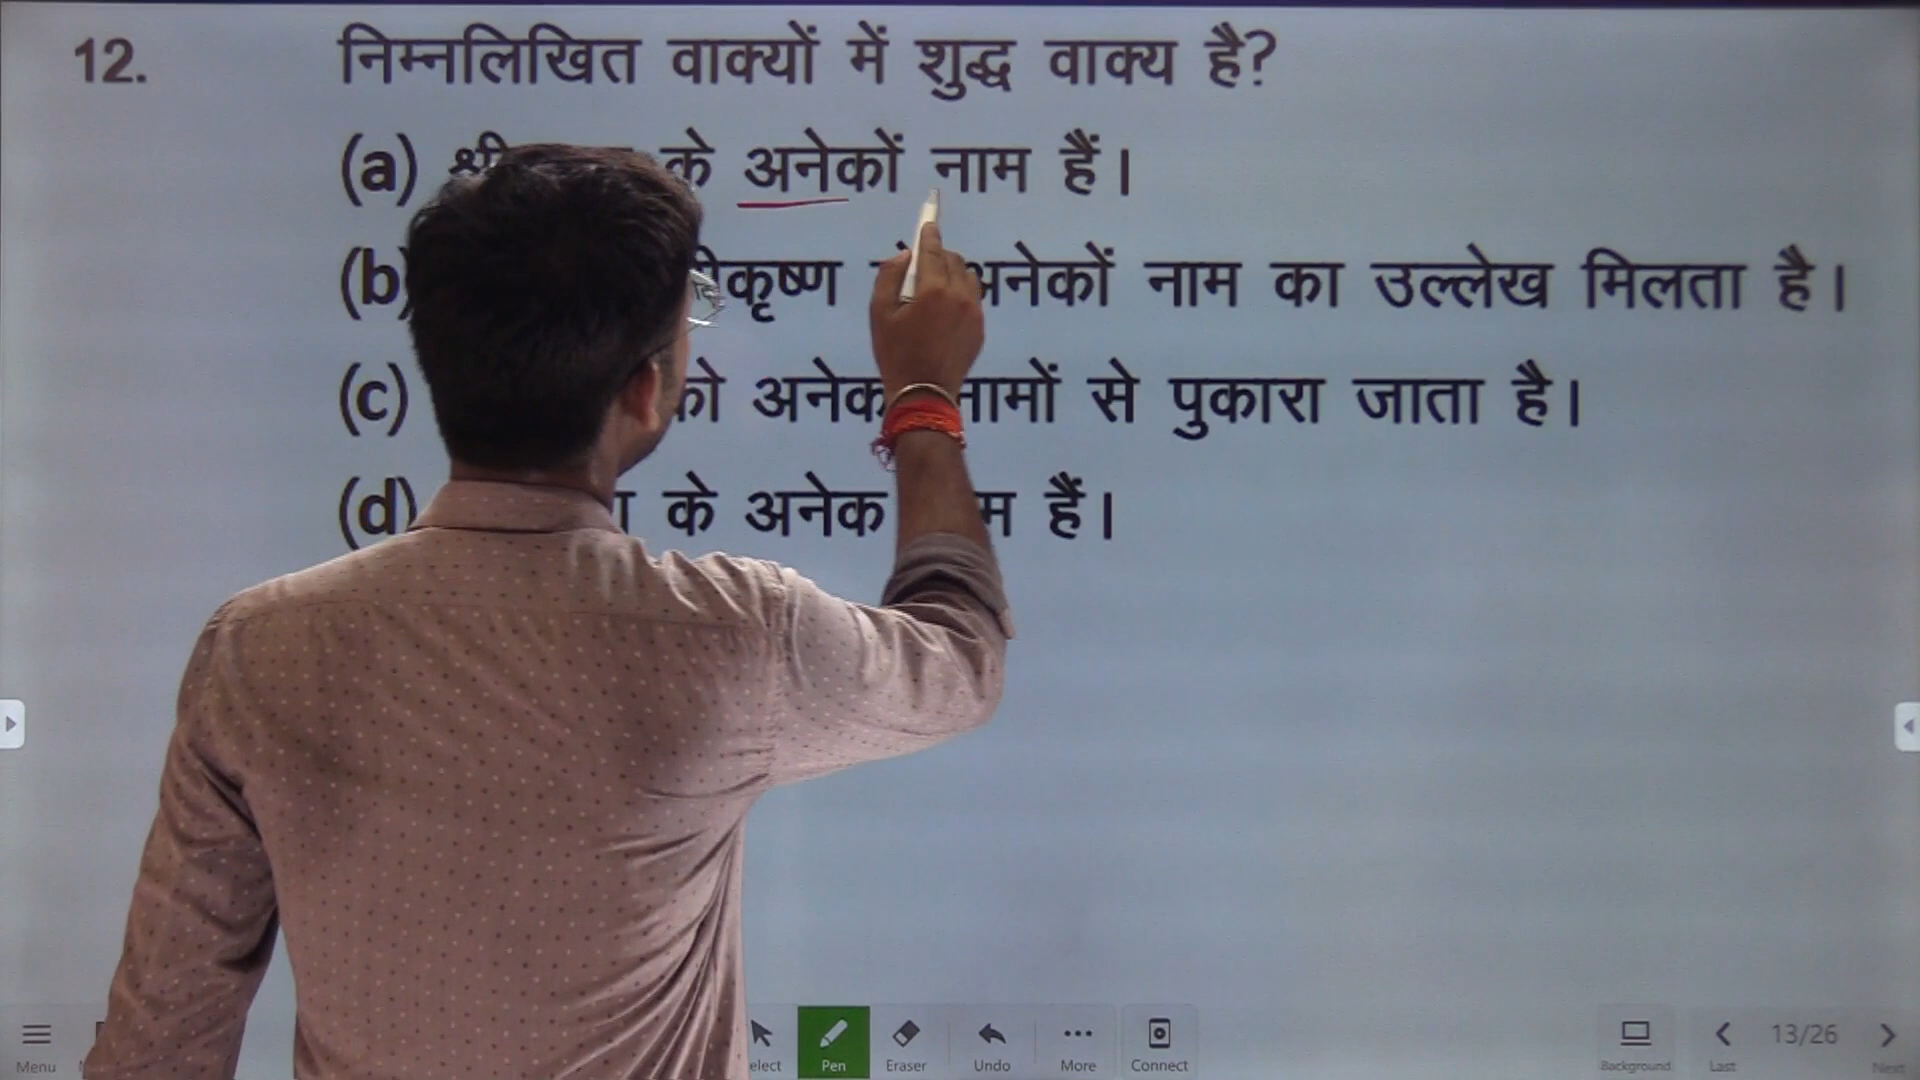 12. निम्नलिखित वाक्यों में शुद्ध वाक्य है?
(a) के अनेकों नाम हैं।
(b) अनेकों नाम का उल्लेख मिलता है।
(c) को अनेक नामों से पुकारा जाता है।
(d) के अनेक हैं।
Menu Pen Eraser Undo More Connect Background Last 13/26 Next